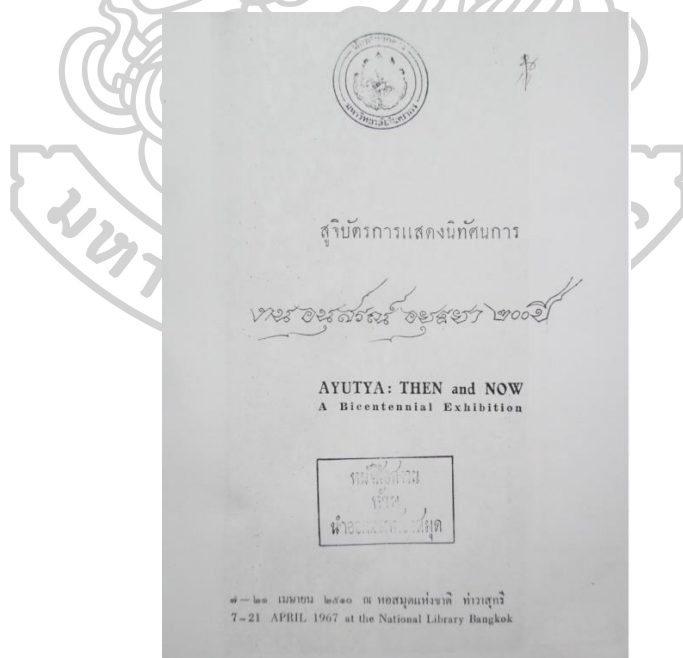 สูจิบัตรการแสดงนิทัศนการ
งานอนุสรณ์อยุธยา ๒๐๐ปี
AYUTYA: THEN and NOW
A Bicentennial Exhibition
๗ – ๒๑ เมษายน ๒๕๑๐ ณ หอสมุดแห่งชาติ ท่าวาสุกรี
7–21 APRIL 1967 at the National Library Bangkok